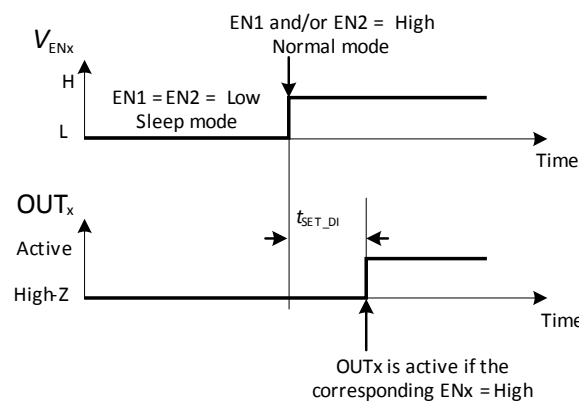 EN1 and/or EN2 = High
Normal mode
VENx
H
EN1 = EN2 = Low
Sleep mode
L
Time
OUTx
tSET_DI
Active
High-Z
Time
OUTx is active if the
corresponding ENx = High